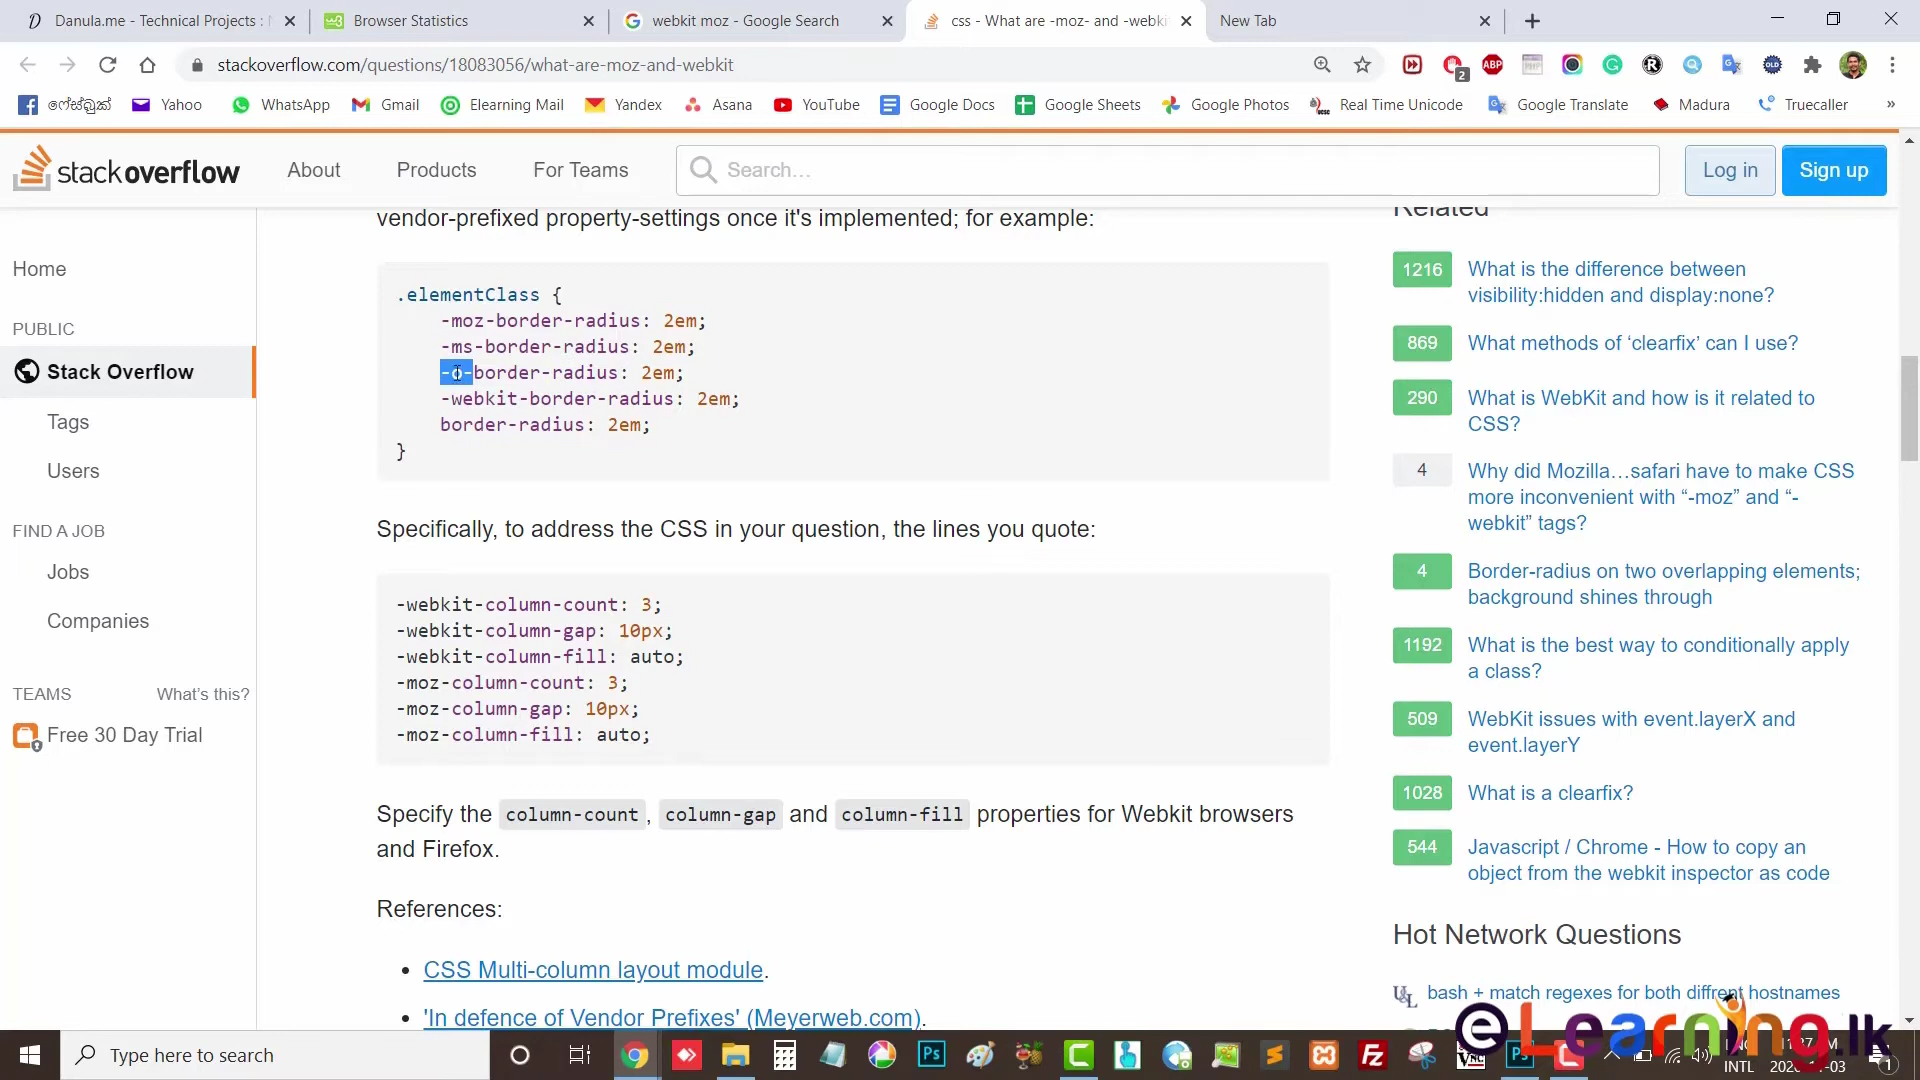 Danula.me - Technical Projects :
Browser Statistics
webkit moz - Google Search
css - What are -moz- and -webkit
New Tab
stackoverflow.com/questions/18083056/what-are-moz-and-webkit
2
ABP
OLD
ෆේස්බුක්
Yahoo
WhatsApp
Gmail
Elearning Mail
Yandex
Asana
YouTube
Google Docs
Google Sheets
Google Photos
Real Time Unicode
Google Translate
Madura
Truecaller
»
stackoverflow
About
Products
For Teams
Search...
Log in
Sign up
Home
PUBLIC
Stack Overflow
Tags
Users
FIND A JOB
Jobs
Companies
TEAMS
What's this?
Free 30 Day Trial
vendor-prefixed property-settings once it's implemented; for example:
.elementClass {
-moz-border-radius: 2em;
-ms-border-radius: 2em;
-o-border-radius: 2em;
-webkit-border-radius: 2em;
border-radius: 2em;
}
Specifically, to address the CSS in your question, the lines you quote:
-webkit-column-count: 3;
-webkit-column-gap: 10px;
-webkit-column-fill: auto;
-moz-column-count: 3;
-moz-column-gap: 10px;
-moz-column-fill: auto;
Specify the column-count, column-gap and column-fill properties for Webkit browsers
and Firefox.
References:
• CSS Multi-column layout module.
• 'In defence of Vendor Prefixes' (Meyerweb.com).
Related
1216
What is the difference between
visibility:hidden and display:none?
869
What methods of ‘clearfix’ can I use?
290
What is WebKit and how is it related to
CSS?
4
Why did Mozilla…safari have to make CSS
more inconvenient with “-moz” and “-
webkit” tags?
4
Border-radius on two overlapping elements;
background shines through
1192
What is the best way to conditionally apply
a class?
509
WebKit issues with event.layerX and
event.layerY
1028
What is a clearfix?
544
Javascript / Chrome - How to copy an
object from the webkit inspector as code
Hot Network Questions
bash + match regexes for both diffrent hostnames
eLearning.lk
Type here to search
Ps
Fz
Ps
INTL
1